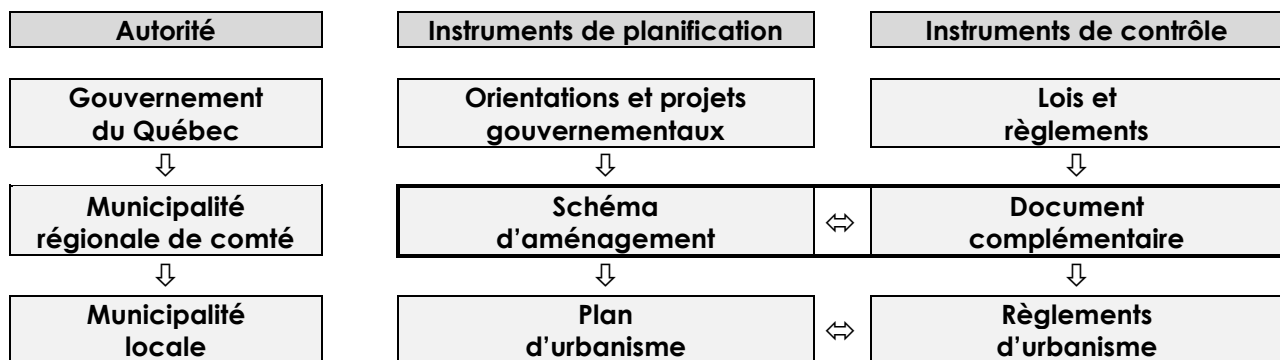 Autorité
Instruments de planification
Instruments de contrôle
Gouvernement
du Québec
Orientations et projets
gouvernementaux
Lois et
règlements
Municipalité
régionale de comté
Schéma
d'aménagement
Document
complémentaire
Municipalité
locale
Plan
d'urbanisme
Règlements
d'urbanisme